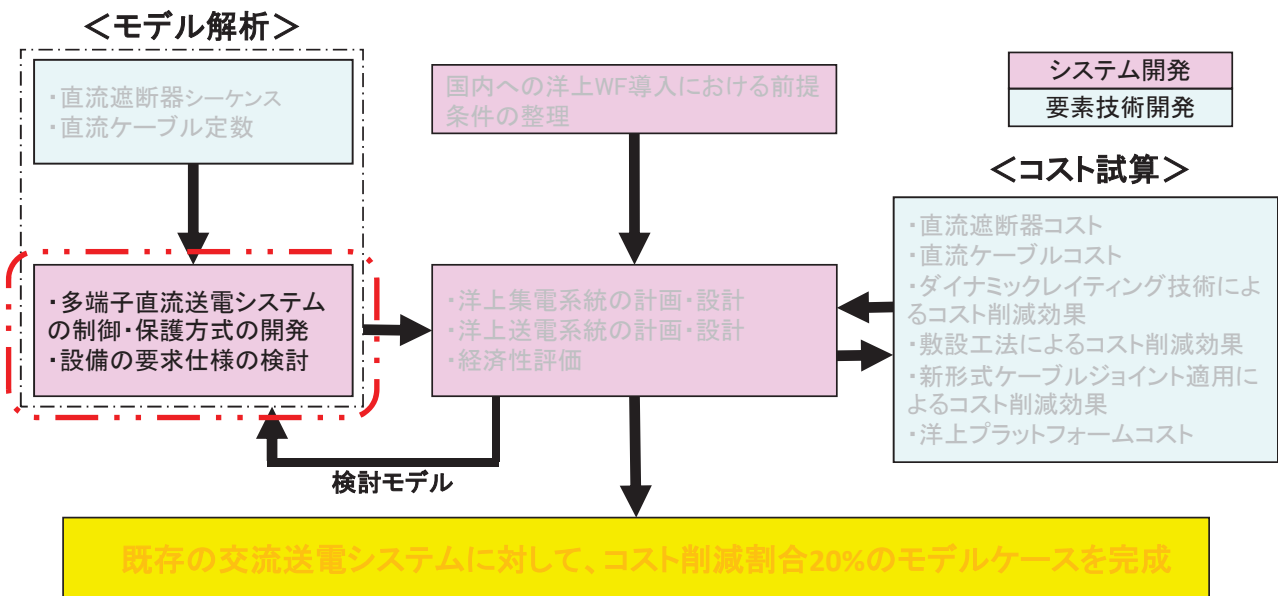 ＜モデル解析＞
・直流遮断器シーケンス
・直流ケーブル定数
国内への洋上WF導入における前提
条件の整理
システム開発
要素技術開発
＜コスト試算＞
・直流遮断器コスト
・直流ケーブルコスト
・ダイナミックレイティング技術によ
るコスト削減効果
・敷設工法によるコスト削減効果
・新形式ケーブルジョイント適用に
よるコスト削減効果
・洋上プラットフォームコスト
・多端子直流送電システム
の制御・保護方式の開発
・設備の要求仕様の検討
・洋上集電系統の計画・設計
・洋上送電系統の計画・設計
・経済性評価
検討モデル
既存の交流送電システムに対して、コスト削減割合20%のモデルケースを完成